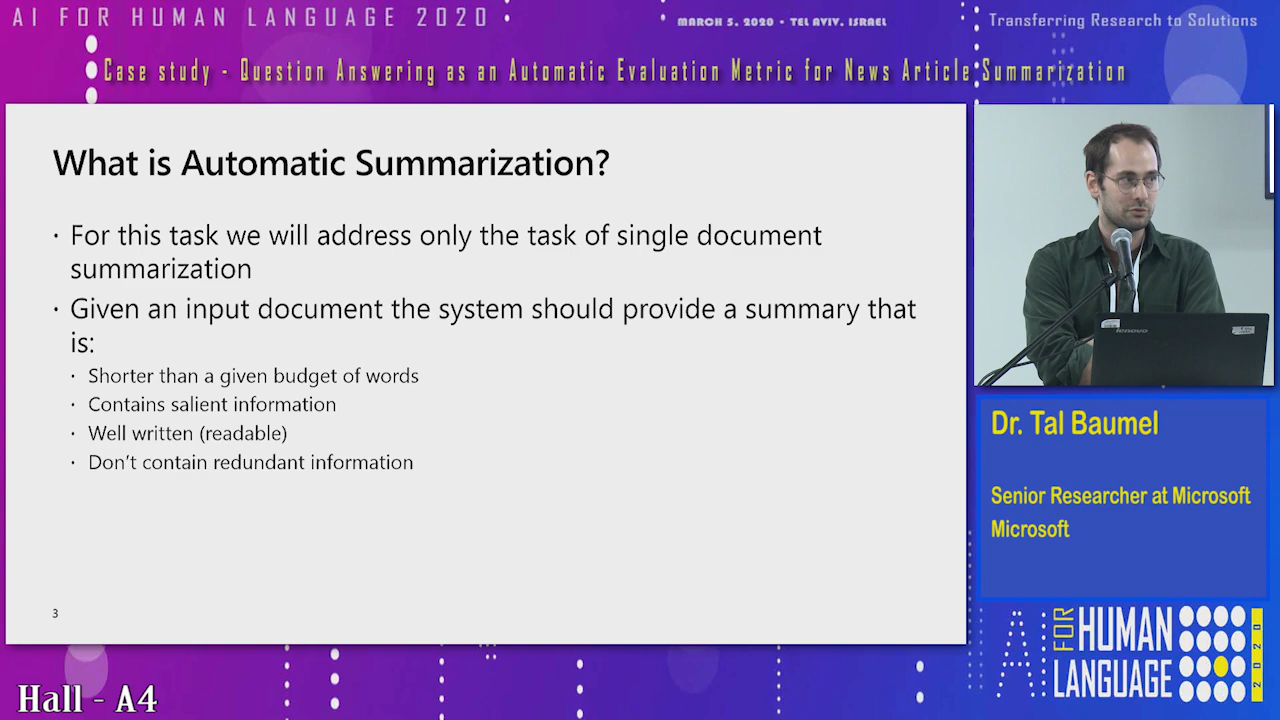 AI FOR HUMAN LANGUAGE 2020
MARCH 5, 2020 • TEL AVIV, ISRAEL
Transferring Research to Solutions
Case study - Question Answering as an Automatic Evaluation Metric for News Article Summarization
What is Automatic Summarization?
· For this task we will address only the task of single document
summarization
· Given an input document the system should provide a summary that
is:
· Shorter than a given budget of words
· Contains salient information
· Well written (readable)
· Don't contain redundant information
3
lenovo
Dr. Tal Baumel
Senior Researcher at Microsoft
Microsoft
AI FOR HUMAN
LANGUAGE
2020
Hall - A4